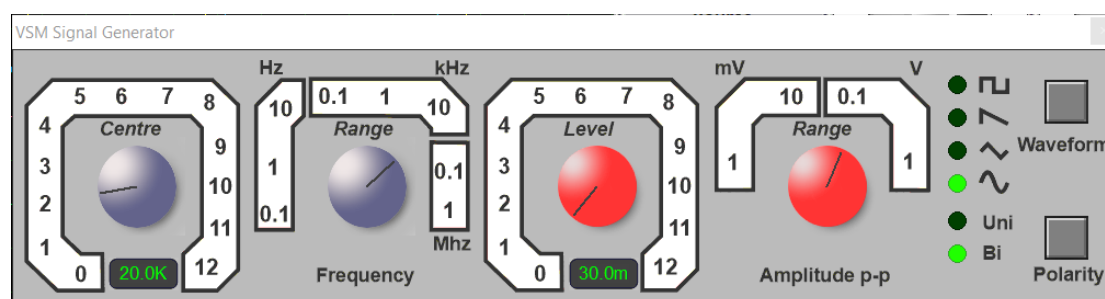 VSM Signal Generator
Hz kHz mV V
5 6 7 8 10 0.1 1 10 5 6 7 8 10 0.1
4 Centre Range 4 Level Range
3 9 1 0.1 3 9 1 1 Waveform
2 10 1 2 10
1 11 0.1 Mhz 1 11 Uni
0 20.0K 12 Frequency 0 30.0m 12 Amplitude p-p Bi Polarity